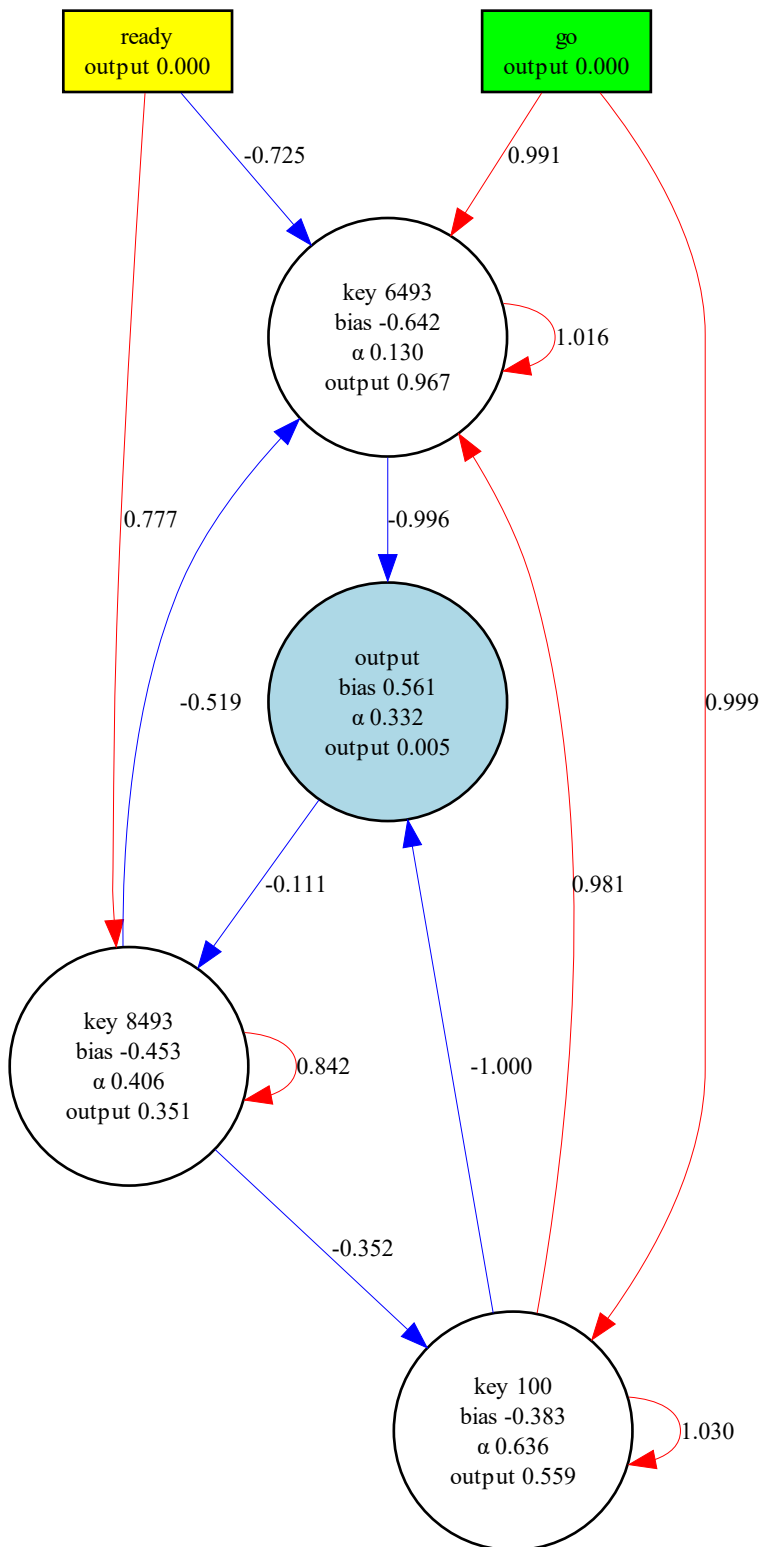 ready
output 0.000
go
output 0.000
-0.725
0.991
key 6493
bias -0.642
α 0.130
output 0.967
1.016
0.777
-0.996
-0.519
output
bias 0.561
α 0.332
output 0.005
0.999
-0.111
0.981
key 8493
bias -0.453
α 0.406
output 0.351
0.842
-1.000
-0.352
key 100
bias -0.383
α 0.636
output 0.559
1.030